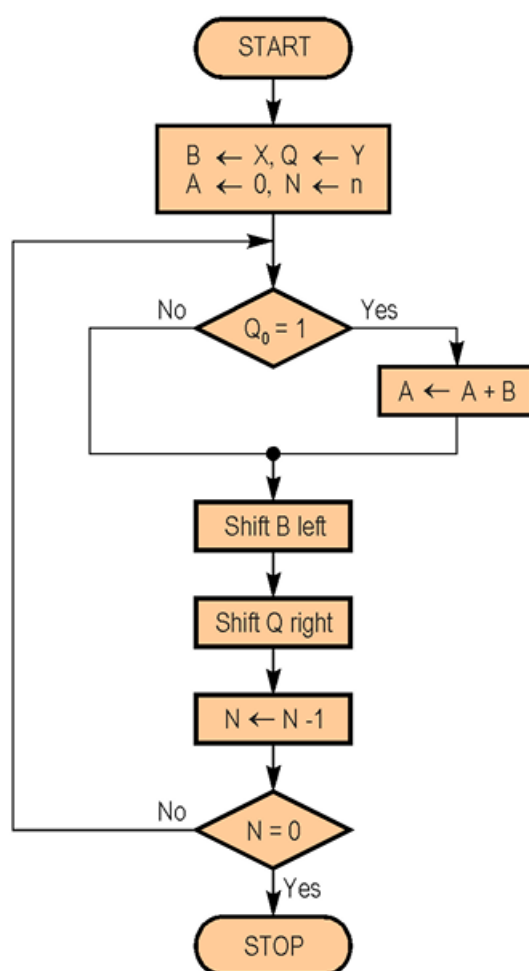 START
B ← X, Q ← Y
A ← 0, N ← n
No
Yes
Q₀ = 1
A ← A + B
Shift B left
Shift Q right
N ← N -1
No
N = 0
Yes
STOP